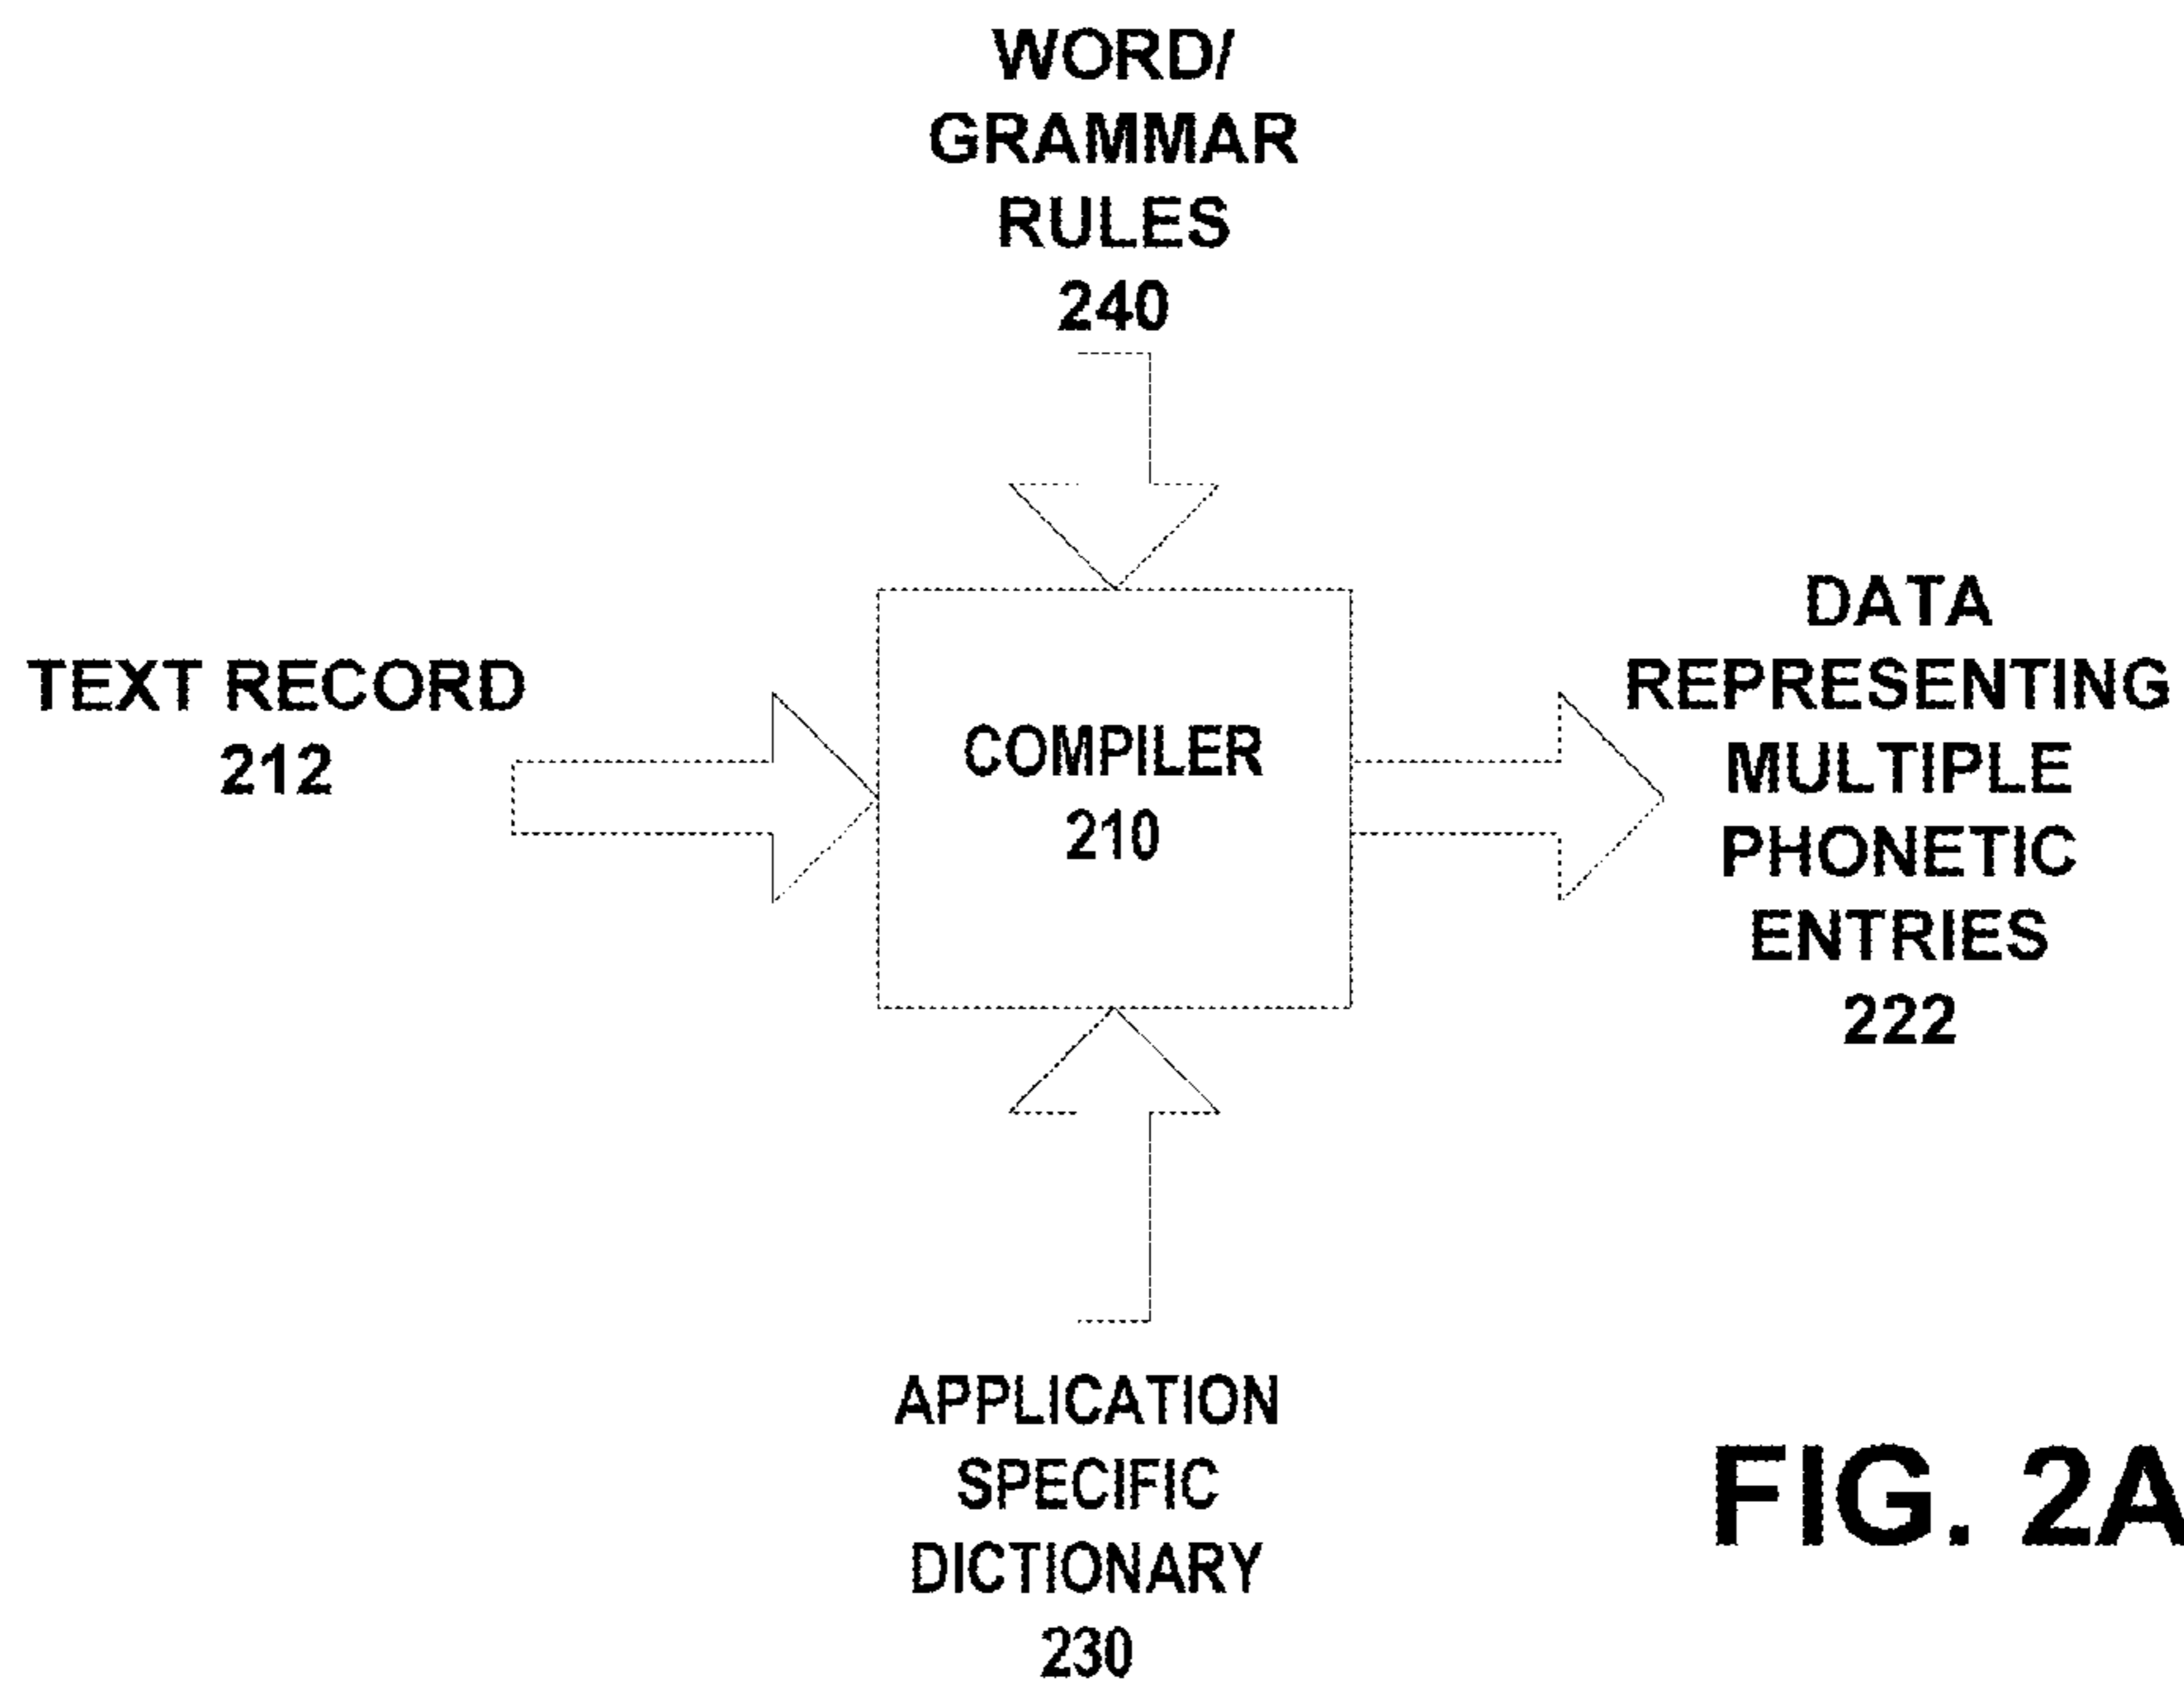 WORD/
GRAMMAR
RULES
240
TEXT RECORD
212
COMPILER
210
DATA
REPRESENTING
MULTIPLE
PHONETIC
ENTRIES
222
APPLICATION
SPECIFIC
DICTIONARY
230
FIG. 2A